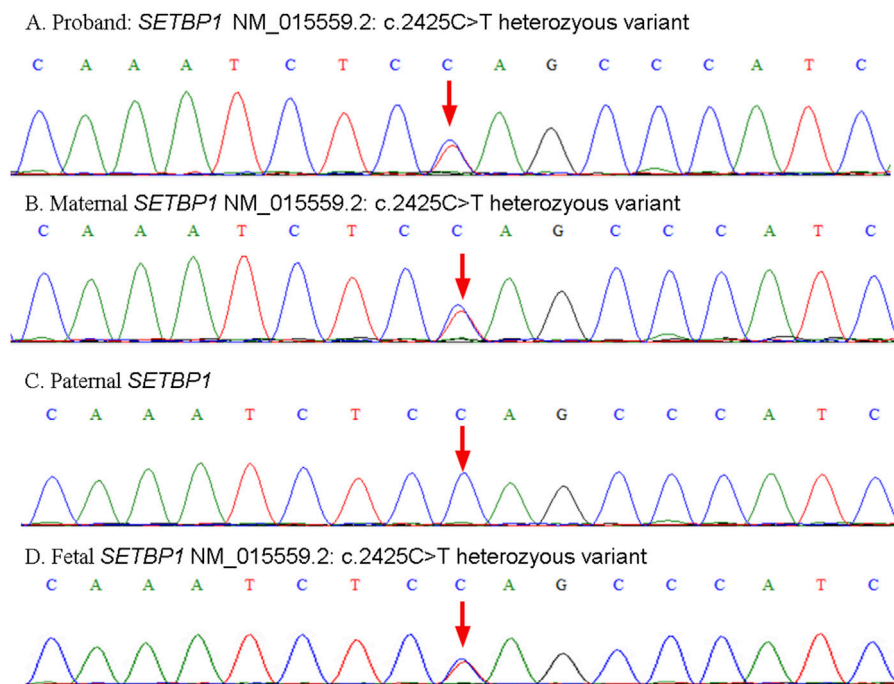 A. Proband: SETBP1 NM_015559.2: c.2425C>T heterozyous variant
C A A A T C T C C A G C C C A T C
B. Maternal SETBP1 NM_015559.2: c.2425C>T heterozyous variant
C A A A T C T C C A G C C C A T C
C. Paternal SETBP1
C A A A T C T C C A G C C C A T C
D. Fetal SETBP1 NM_015559.2: c.2425C>T heterozyous variant
C A A A T C T C C A G C C C A T C